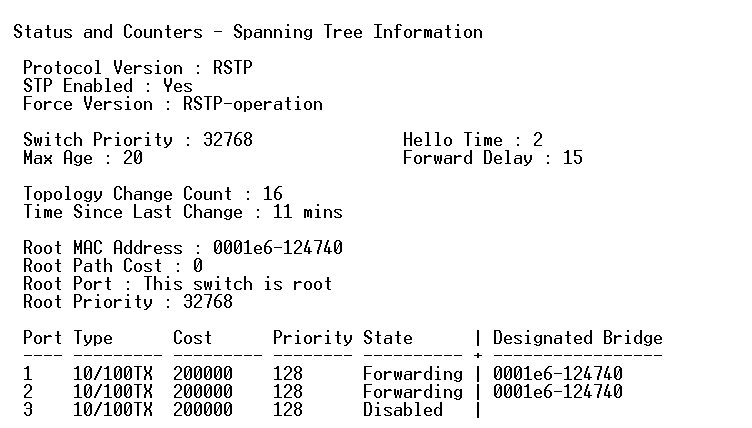 Status and Counters - Spanning Tree Information
Protocol Version : RSTP
STP Enabled : Yes
Force Version : RSTP-operation
Switch Priority : 32768 Hello Time : 2
Max Age : 20 Forward Delay : 15
Topology Change Count : 16
Time Since Last Change : 11 mins
Root MAC Address : 0001e6-124740
Root Path Cost : 0
Root Port : This switch is root
Root Priority : 32768
Port Type Cost Priority State | Designated Bridge
---- --------- --------- -------- ---------- + -----------------
1 10/100TX 200000 128 Forwarding | 0001e6-124740
2 10/100TX 200000 128 Forwarding | 0001e6-124740
3 10/100TX 200000 128 Disabled |